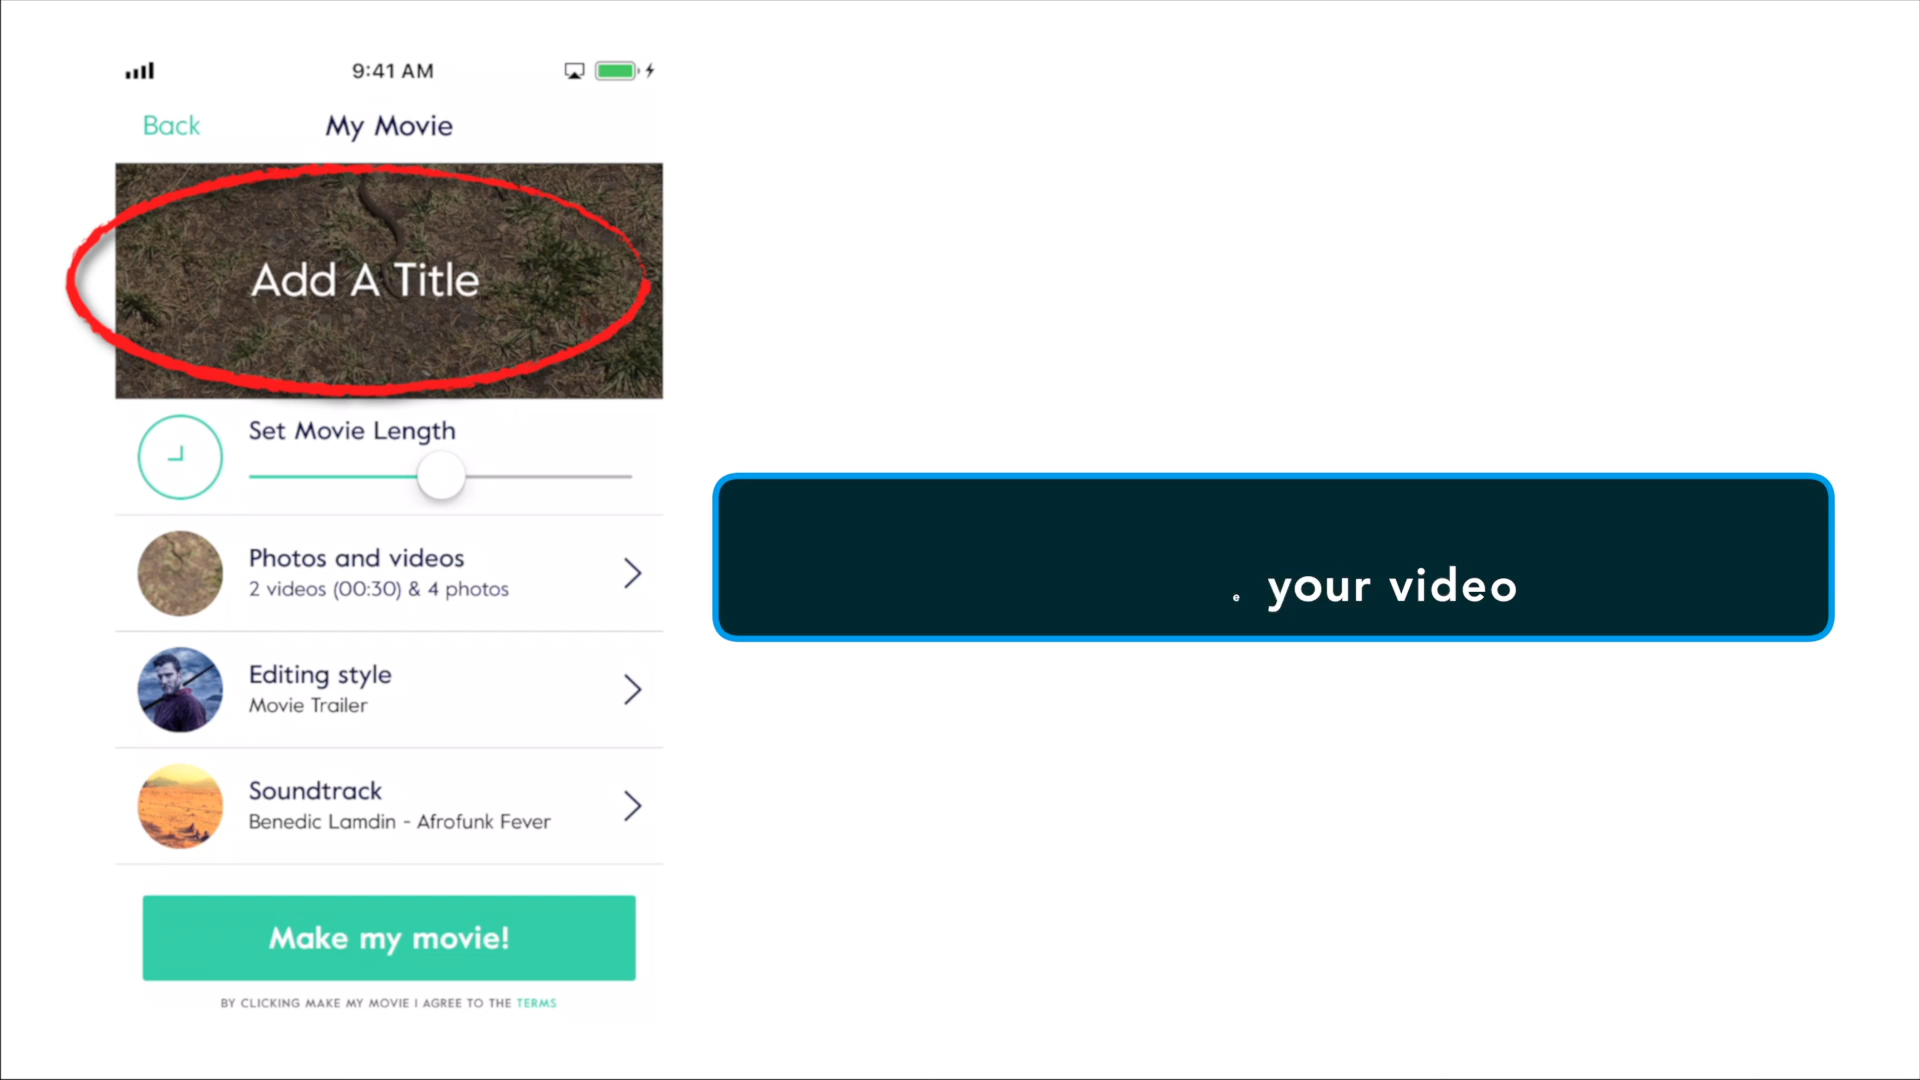 9:41 AM
Back
My Movie
Add A Title
Set Movie Length
Photos and videos
2 videos (00:30) & 4 photos
Editing style
Movie Trailer
Soundtrack
Benedic Lamdin - Afrofunk Fever
Make my movie!
BY CLICKING MAKE MY MOVIE I AGREE TO THE TERMS
e your video